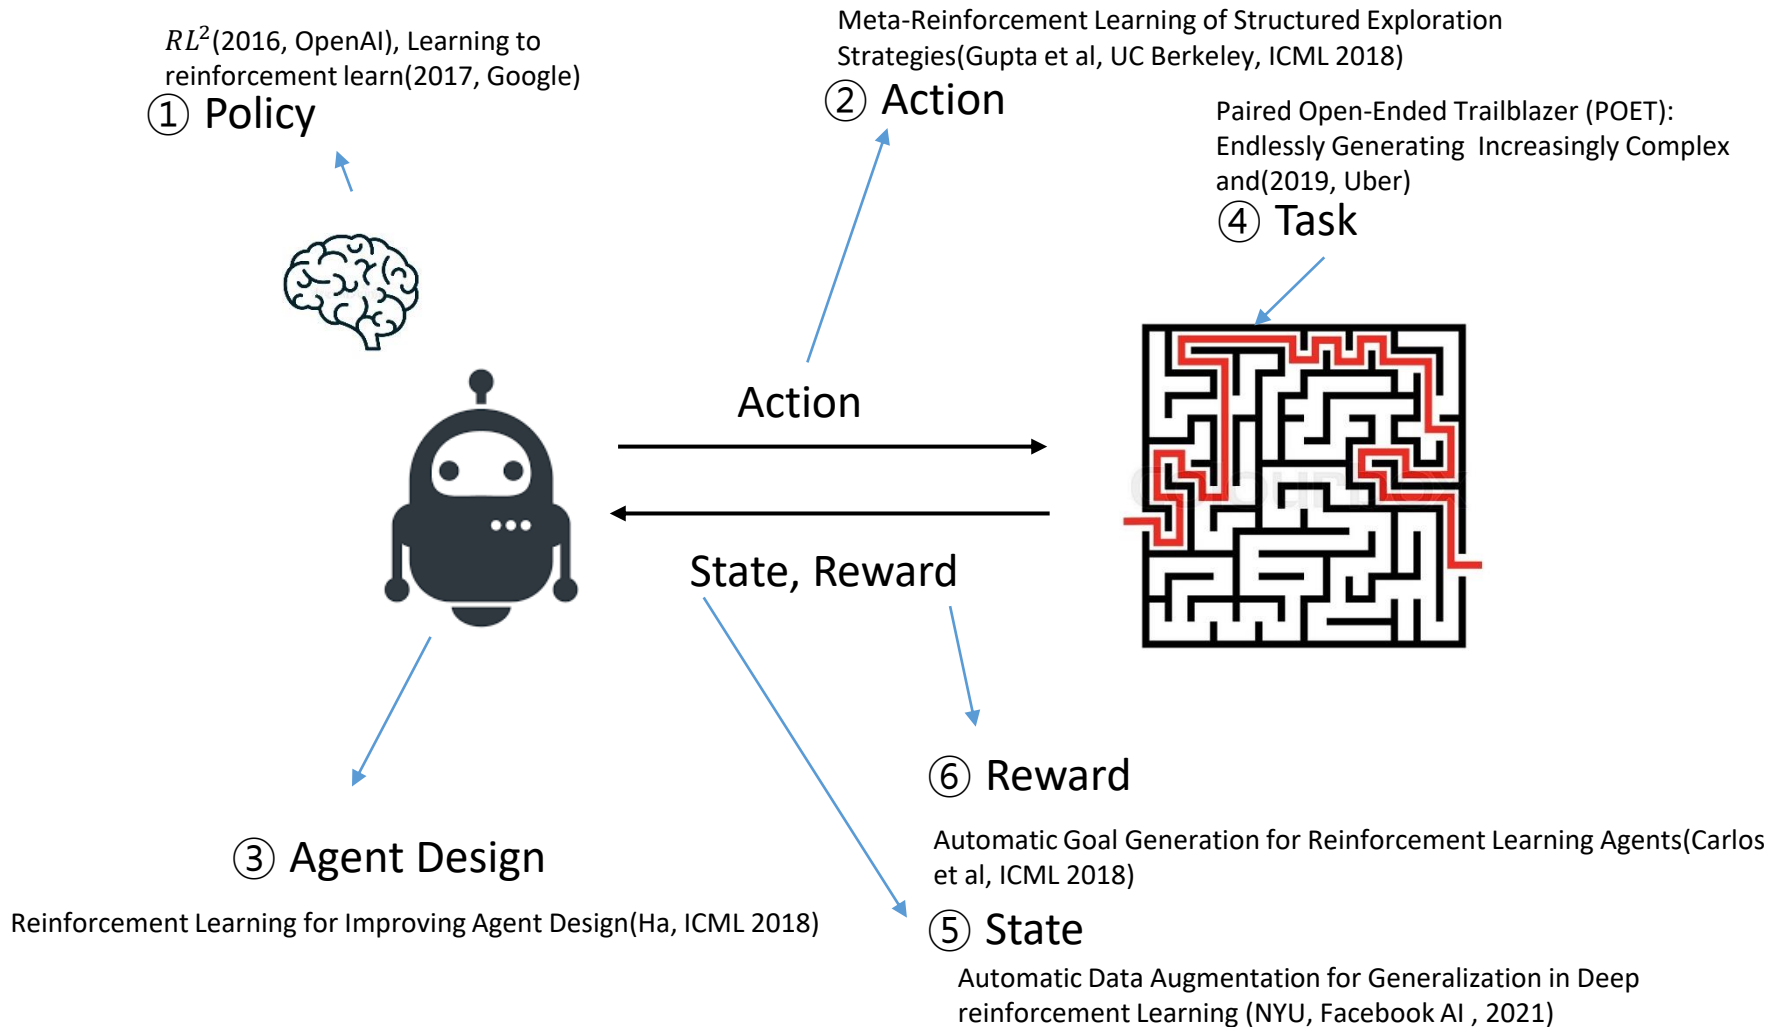 RL²(2016, OpenAI), Learning to
reinforcement learn(2017, Google)
① Policy
Meta-Reinforcement Learning of Structured Exploration
Strategies(Gupta et al, UC Berkeley, ICML 2018)
② Action
Paired Open-Ended Trailblazer (POET):
Endlessly Generating Increasingly Complex
and(2019, Uber)
④ Task
Action
State, Reward
③ Agent Design
Reinforcement Learning for Improving Agent Design(Ha, ICML 2018)
⑥ Reward
Automatic Goal Generation for Reinforcement Learning Agents(Carlos
et al, ICML 2018)
⑤ State
Automatic Data Augmentation for Generalization in Deep
reinforcement Learning (NYU, Facebook AI , 2021)